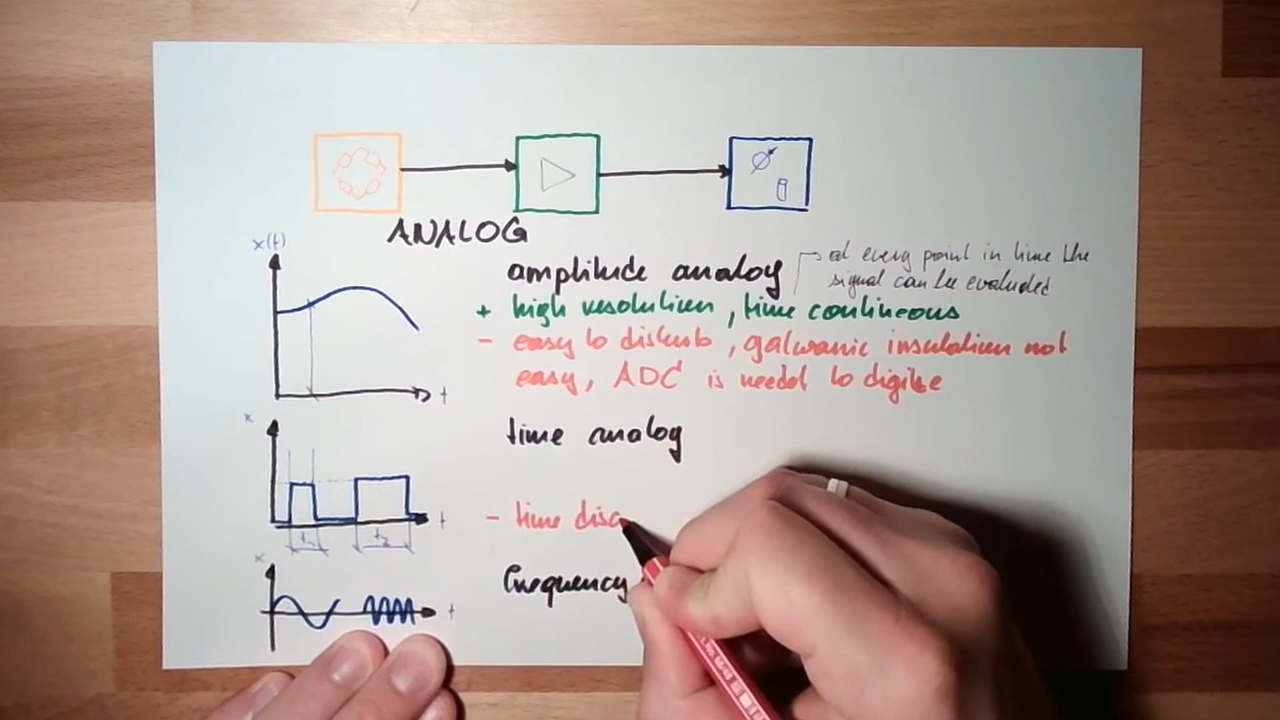 ANALOG
x(t)
amplitude analog
at every point in time the
signal can be evaluated
+ high resolution, time contineous
- easy to disturb, galvanic insulation not
easy, ADC is needed to digitize
t
x
time analog
- time disc
t
t₁ t₂
x
frequency
t